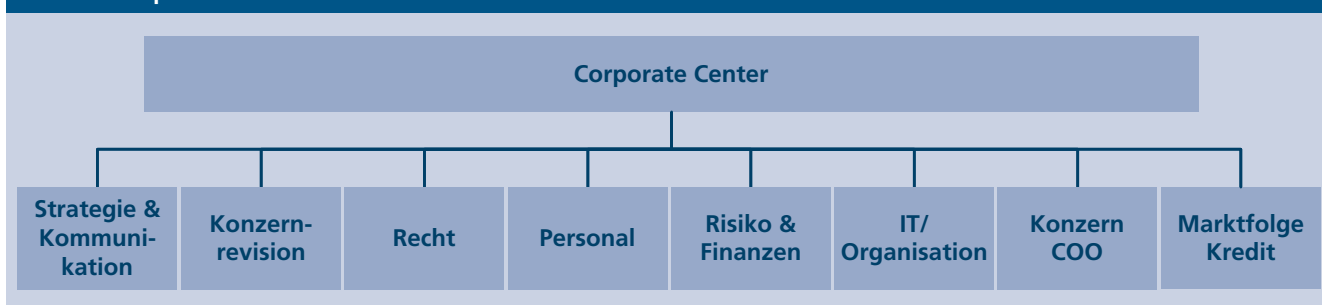 Corporate Center
Strategie &
Kommuni-
kation
Konzern-
revision
Recht
Personal
Risiko &
Finanzen
IT/
Organisation
Konzern
COO
Marktfolge
Kredit